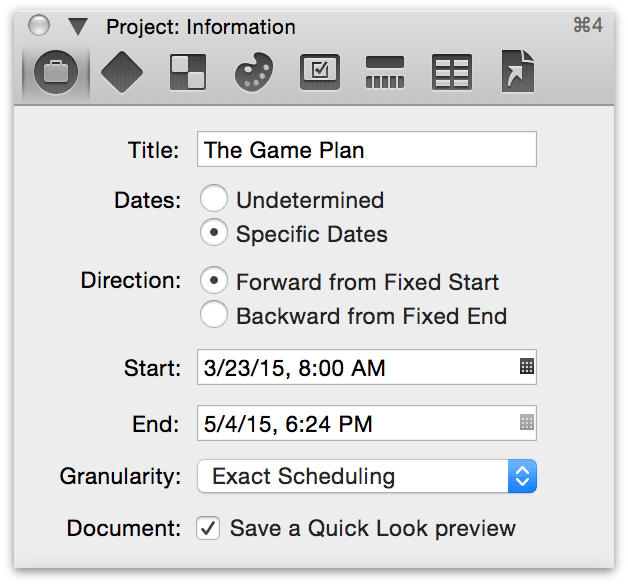 Project: Information ⌘4
Title: The Game Plan
Dates: Undetermined
Specific Dates
Direction: Forward from Fixed Start
Backward from Fixed End
Start: 3/23/15, 8:00 AM
End: 5/4/15, 6:24 PM
Granularity: Exact Scheduling
Document: Save a Quick Look preview